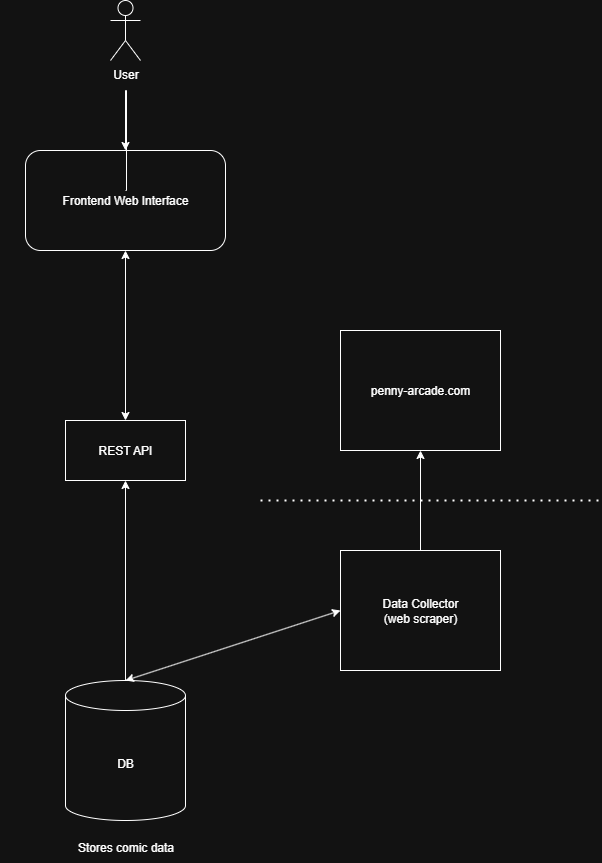 User
Frontend Web Interface
penny-arcade.com
REST API
Data Collector
(web scraper)
DB
Stores comic data